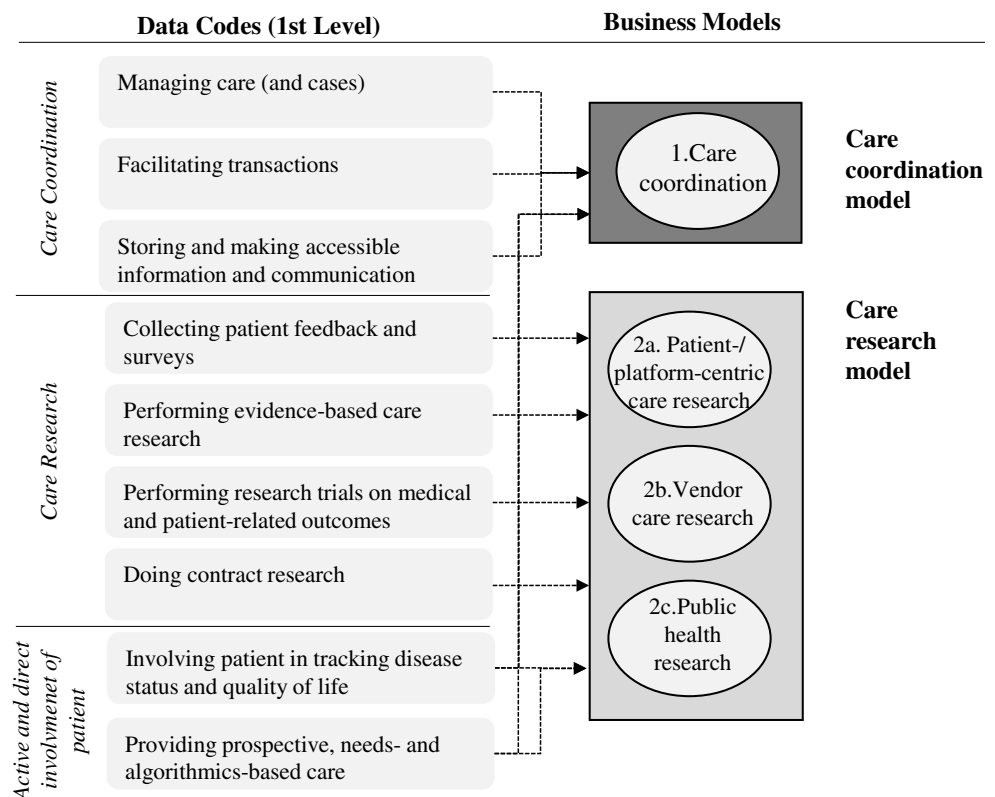 Data Codes (1st Level)
Business Models
Care Coordination
Managing care (and cases)
Facilitating transactions
Storing and making accessible
information and communication
1.Care
coordination
Care
coordination
model
Care Research
Collecting patient feedback and
surveys
Performing evidence-based care
research
Performing research trials on medical
and patient-related outcomes
Doing contract research
2a. Patient-/
platform-centric
care research
2b.Vendor
care research
2c.Public
health
research
Care
research
model
Active and direct
involvmenet of
patient
Involving patient in tracking disease
status and quality of life
Providing prospective, needs- and
algorithmics-based care